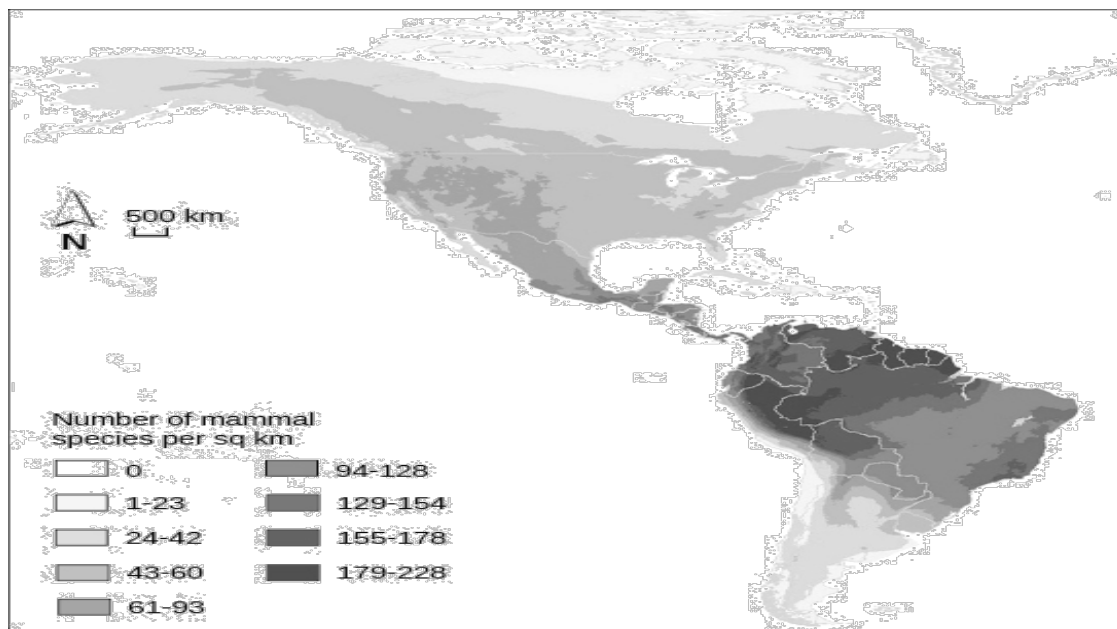 500 km
N
Number of mammal
species per sq km
0
1-23
24-42
43-60
61-93
94-128
129-154
155-178
179-228